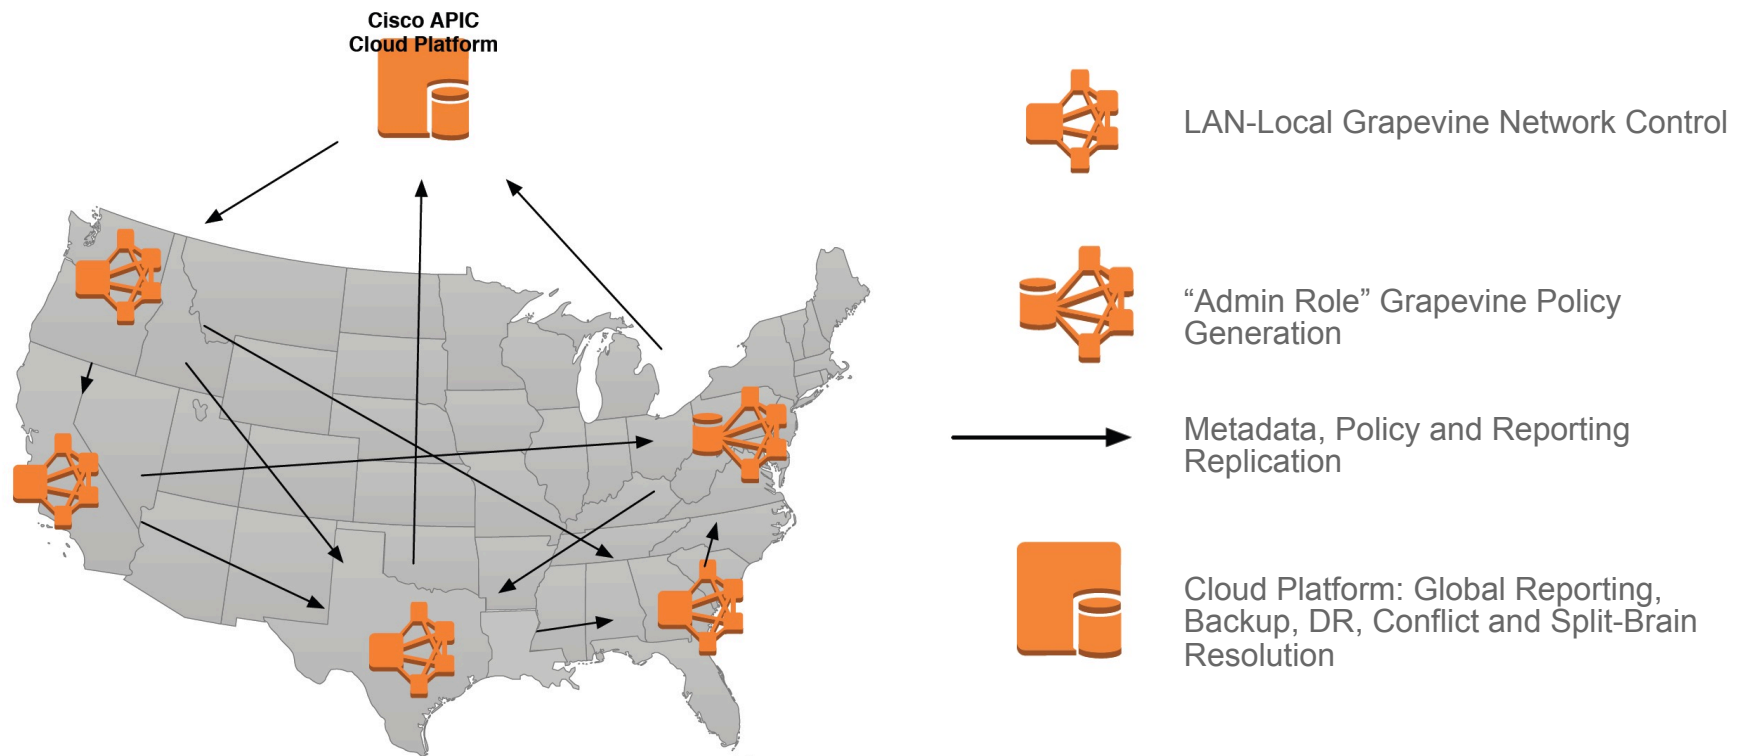 Cisco APIC
Cloud Platform
LAN-Local Grapevine Network Control
“Admin Role” Grapevine Policy
Generation
Metadada, Policy and Reporting
Replication
Cloud Platform: Global Reporting,
Backup, DR, Conflict and Split-Brain
Resolution